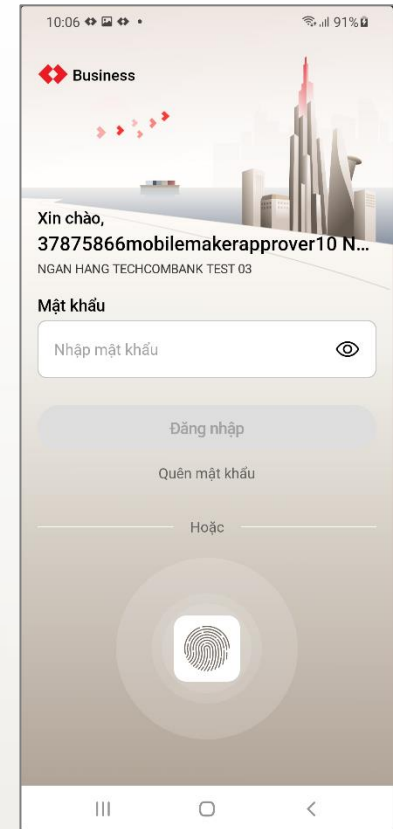 10:06
91%
Business
Xin chào,
37875866mobilemakerapprover10 N...
NGAN HANG TECHCOMBANK TEST 03
Mật khẩu
Nhập mật khẩu
Đăng nhập
Quên mật khẩu
Hoặc